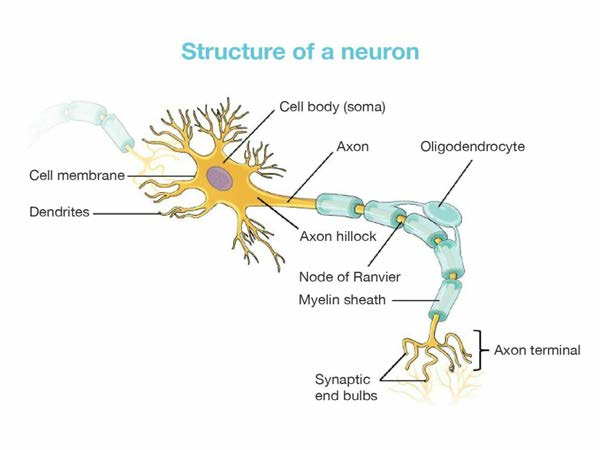 Structure of a neuron
Cell body (soma)
Axon
Oligodendrocyte
Cell membrane
Dendrites
Axon hillock
Node of Ranvier
Myelin sheath
Axon terminal
Synaptic
end bulbs